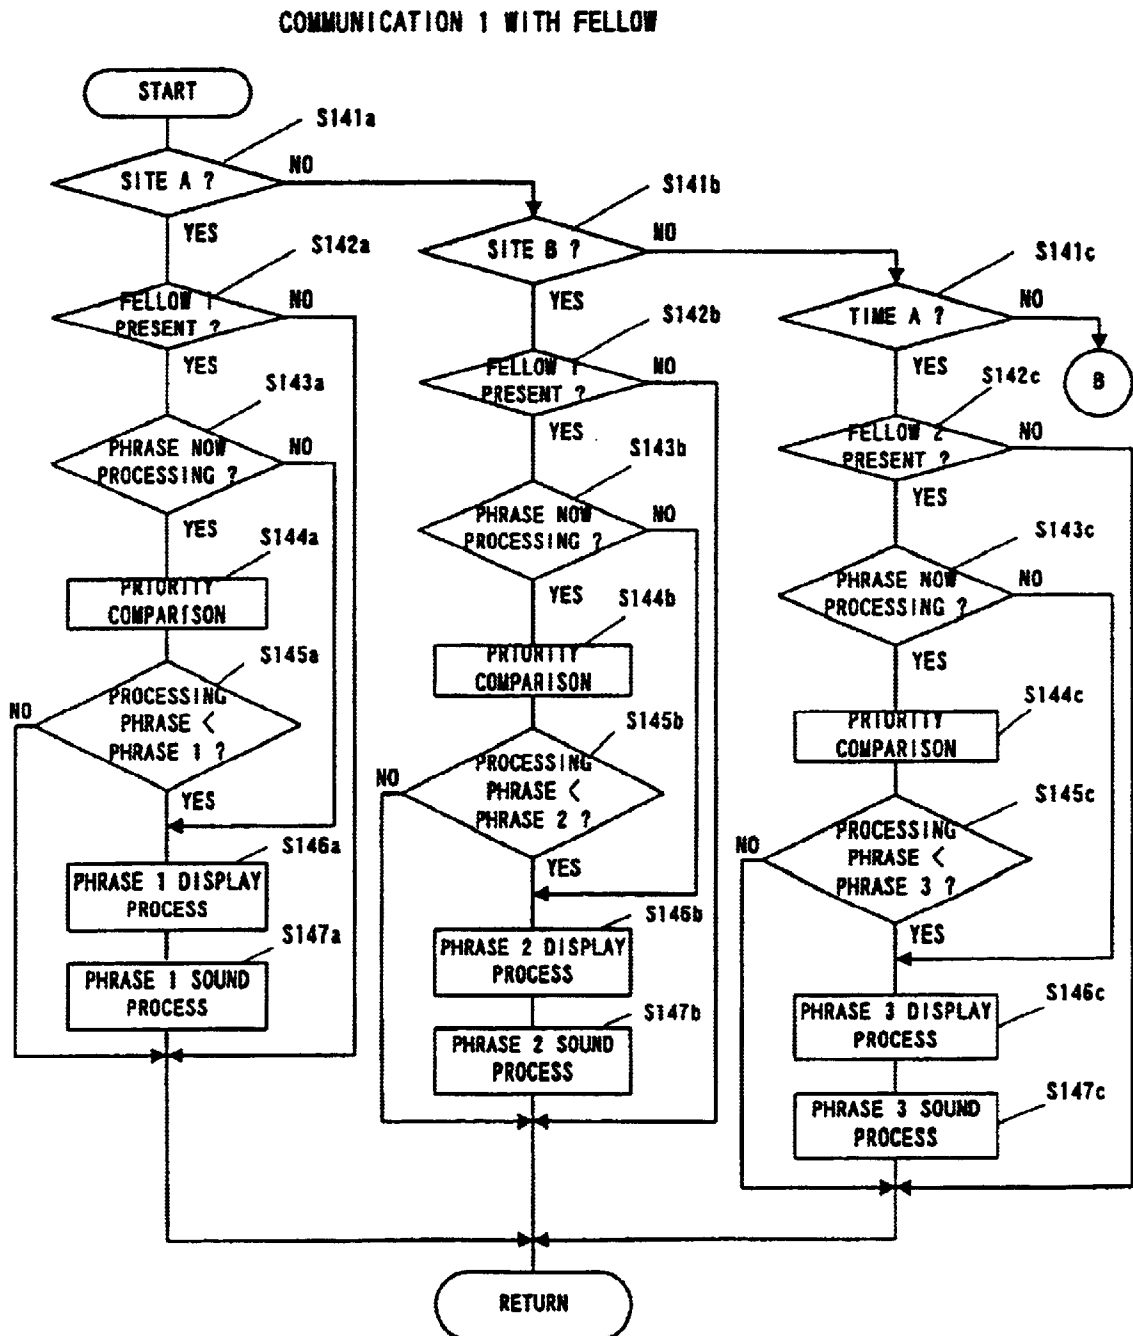 COMMUNICATION 1 WITH FELLOW
START
S141a
SITE A ?
NO
YES
S142a
FELLOW 1
PRESENT ?
NO
YES
S143a
PHRASE NOW
PROCESSING ?
NO
YES
S144a
PRIORITY
COMPARISON
S145a
PROCESSING
PHRASE <
PHRASE 1 ?
NO
YES
S146a
PHRASE 1 DISPLAY
PROCESS
S147a
PHRASE 1 SOUND
PROCESS
S141b
SITE B ?
NO
YES
S142b
FELLOW 1
PRESENT ?
NO
YES
S143b
PHRASE NOW
PROCESSING ?
NO
YES
S144b
PRIORITY
COMPARISON
S145b
PROCESSING
PHRASE <
PHRASE 2 ?
NO
YES
S146b
PHRASE 2 DISPLAY
PROCESS
S147b
PHRASE 2 SOUND
PROCESS
S141c
TIME A ?
NO
B
YES
S142c
FELLOW 2
PRESENT ?
NO
YES
S143c
PHRASE NOW
PROCESSING ?
NO
YES
S144c
PRIORITY
COMPARISON
S145c
PROCESSING
PHRASE <
PHRASE 3 ?
NO
YES
S146c
PHRASE 3 DISPLAY
PROCESS
S147c
PHRASE 3 SOUND
PROCESS
RETURN